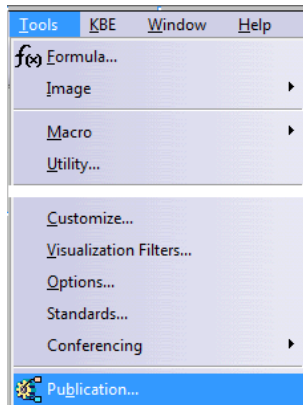 Tools KBE Window Help
f(x) Formula...
Image
Macro
Utility...
Customize...
Visualization Filters...
Options...
Standards...
Conferencing
Publication...